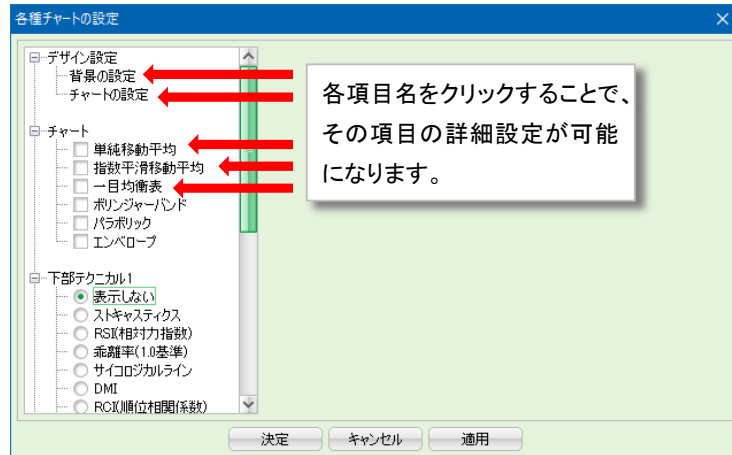 各種チャートの設定
デザイン設定
背景の設定
チャートの設定
各項目名をクリックすることで、
その項目の詳細設定が可能
になります。
チャート
単純移動平均
指数平滑移動平均
一目均衡表
ボリンジャーバンド
パラボリック
エンベロープ
下部テクニカル1
表示しない
ストキャスティクス
RSI(相対力指数)
乖離率(1.0基準)
サイコロジカルライン
DMI
RCI(順位相関係数)
決定 キャンセル 適用